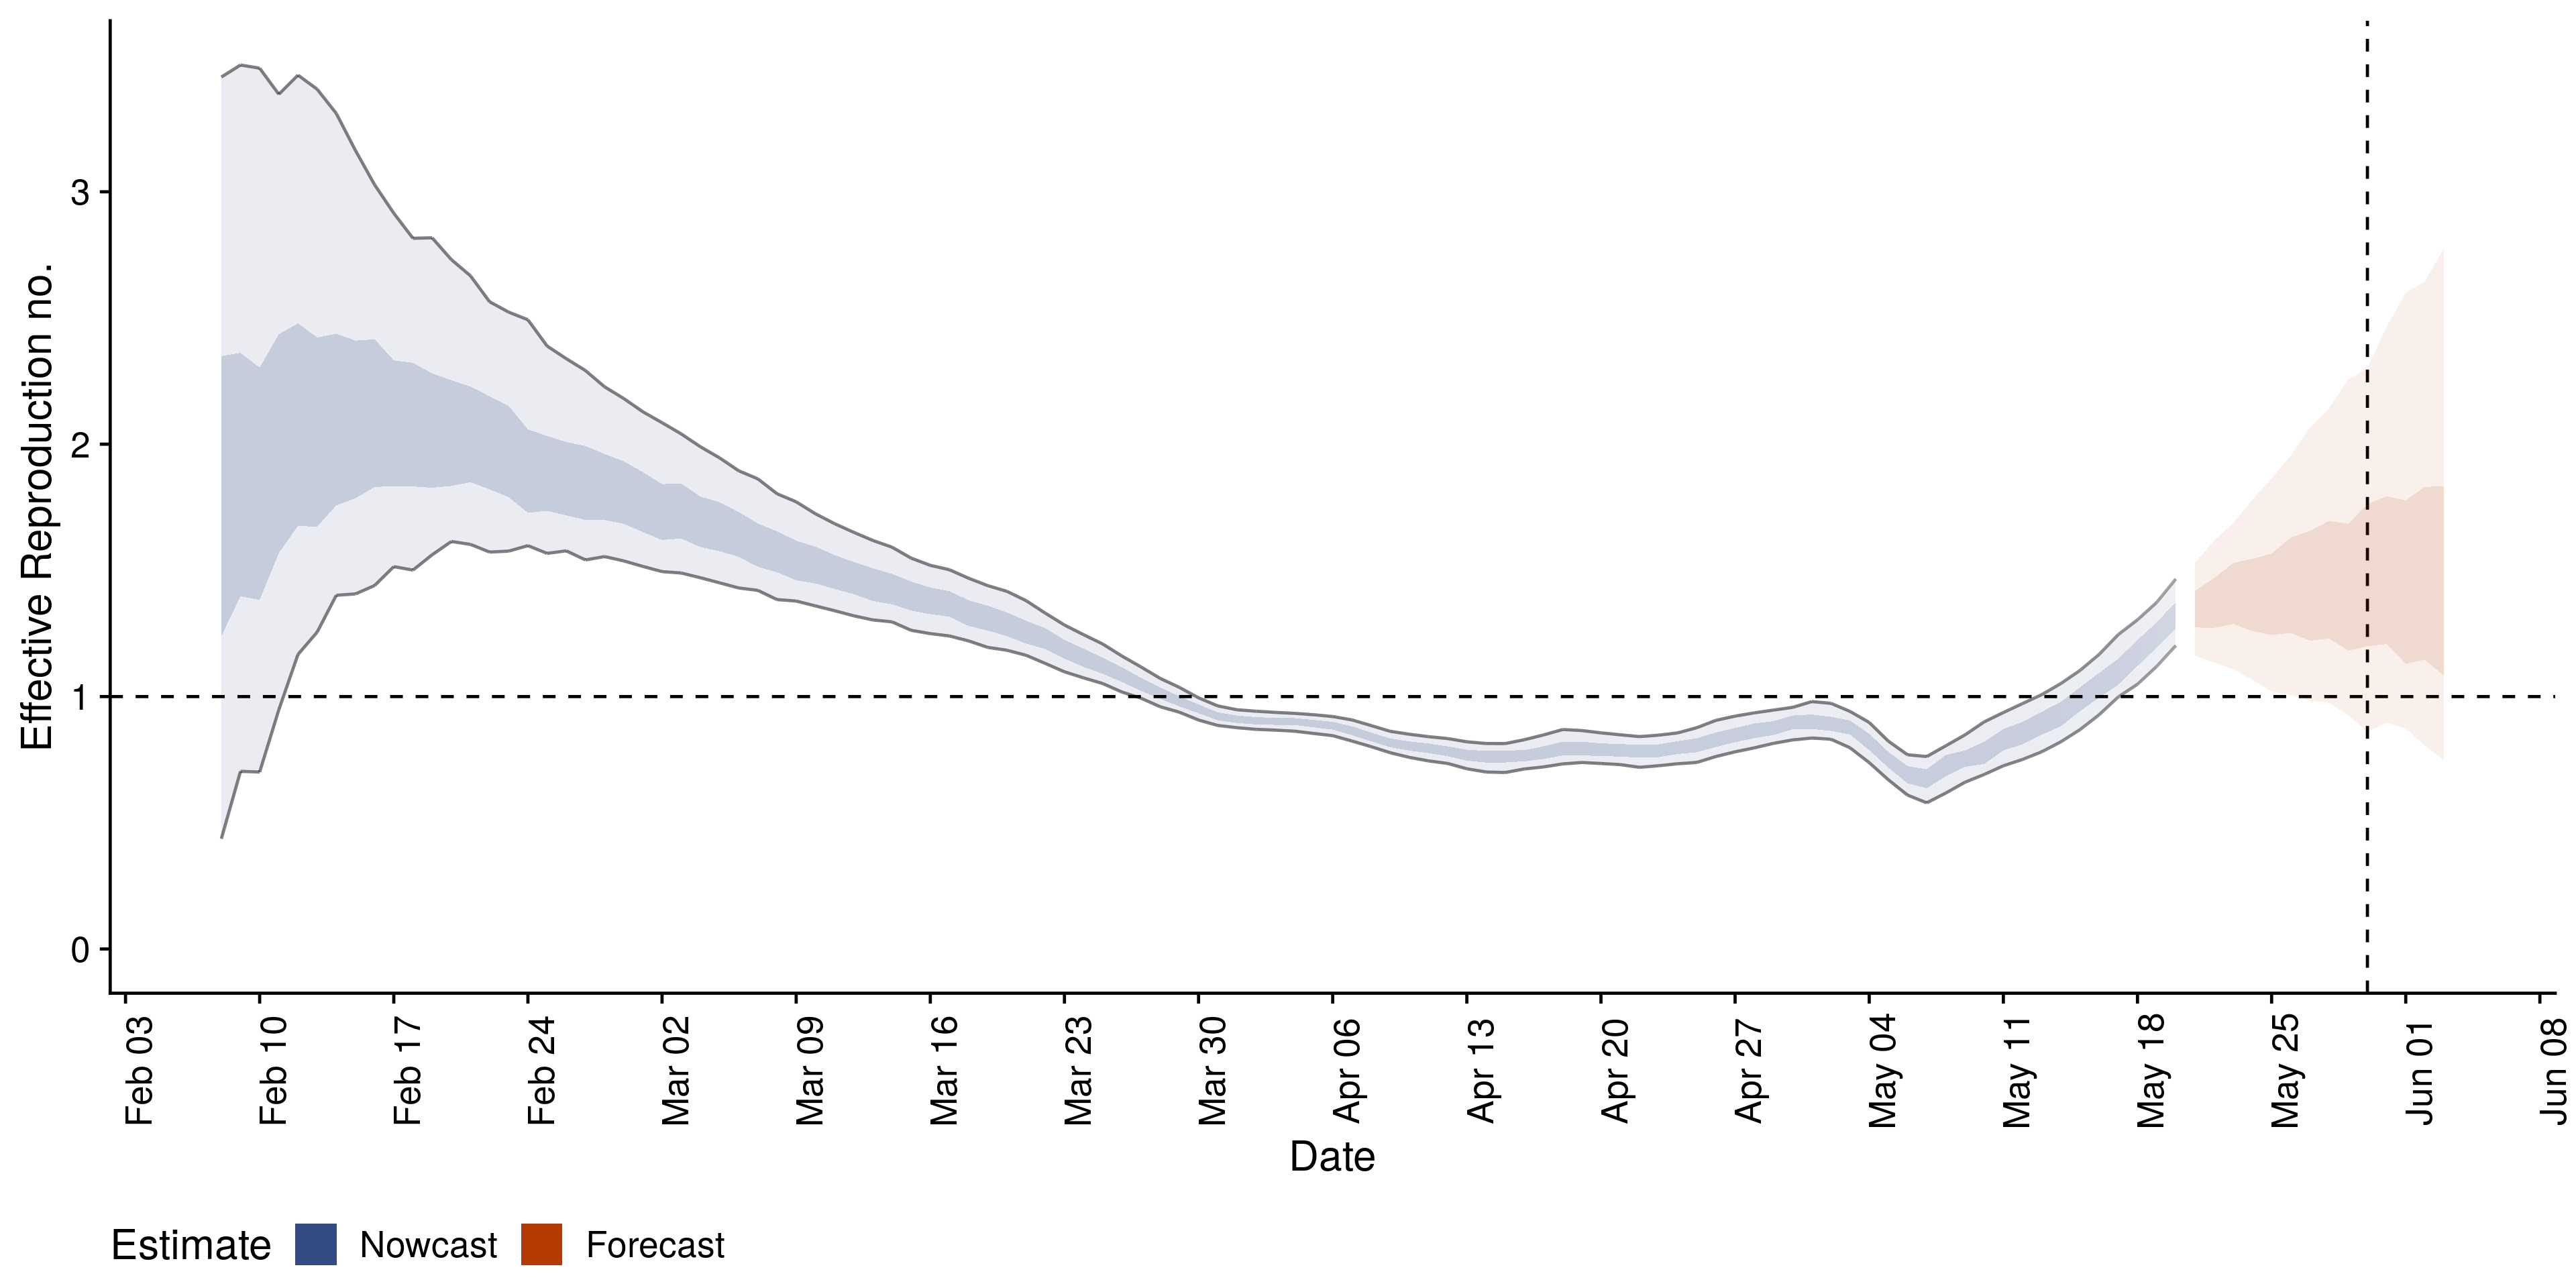 Effective Reproduction no.
3
2
1
0
Feb 03
Feb 10
Feb 17
Feb 24
Mar 02
Mar 09
Mar 16
Mar 23
Mar 30
Apr 06
Apr 13
Apr 20
Apr 27
May 04
May 11
May 18
May 25
Jun 01
Jun 08
Date
Estimate Nowcast Forecast